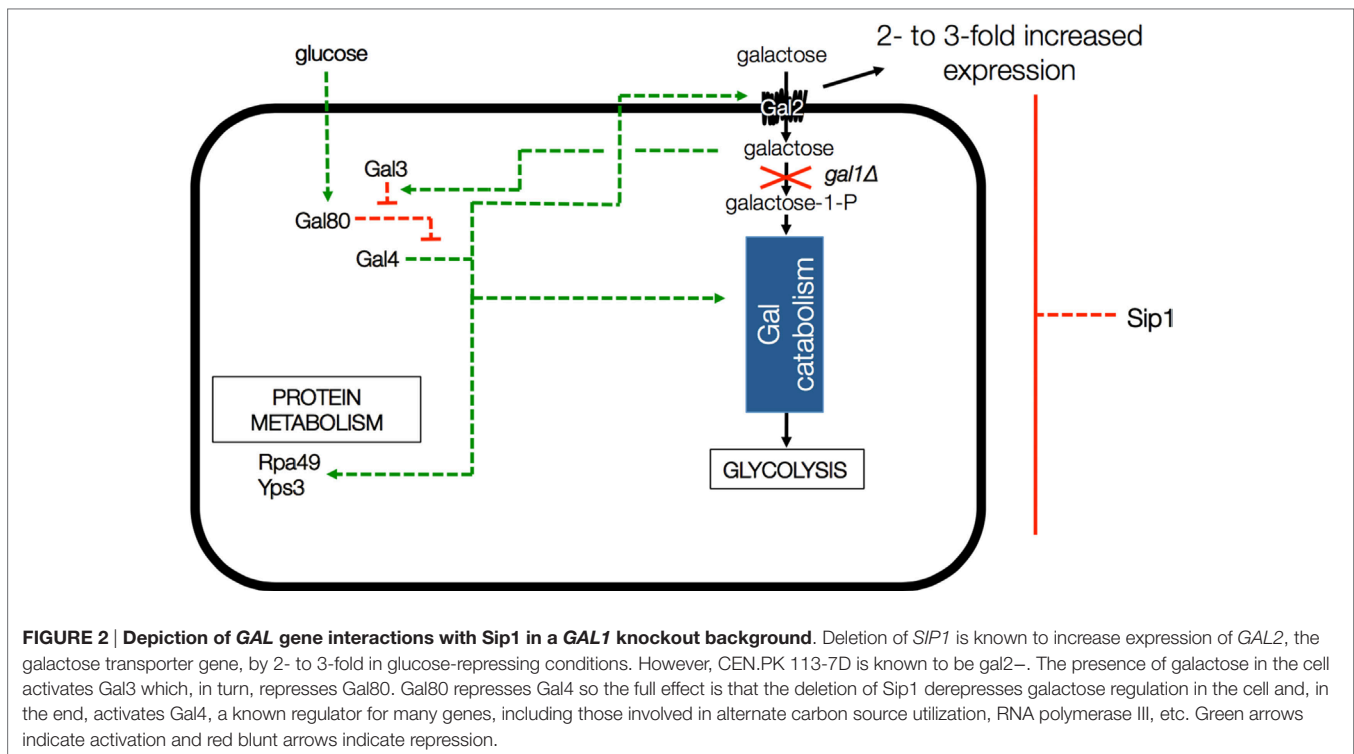 glucose
galactose
2- to 3-fold increased
expression
Gal2
galactose
gal1Δ
galactose-1-P
Gal3
Gal80
Gal4
Gal
catabolism
Sip1
PROTEIN
METABOLISM
Rpa49
Yps3
GLYCOLYSIS
FIGURE 2 | Depiction of GAL gene interactions with Sip1 in a GAL1 knockout background. Deletion of SIP1 is known to increase expression of GAL2, the
galactose transporter gene, by 2- to 3-fold in glucose-repressing conditions. However, CEN.PK 113-7D is known to be gal2−. The presence of galactose in the cell
activates Gal3 which, in turn, represses Gal80. Gal80 represses Gal4 so the full effect is that the deletion of Sip1 derepresses galactose regulation in the cell and, in
the end, activates Gal4, a known regulator for many genes, including those involved in alternate carbon source utilization, RNA polymerase III, etc. Green arrows
indicate activation and red blunt arrows indicate repression.